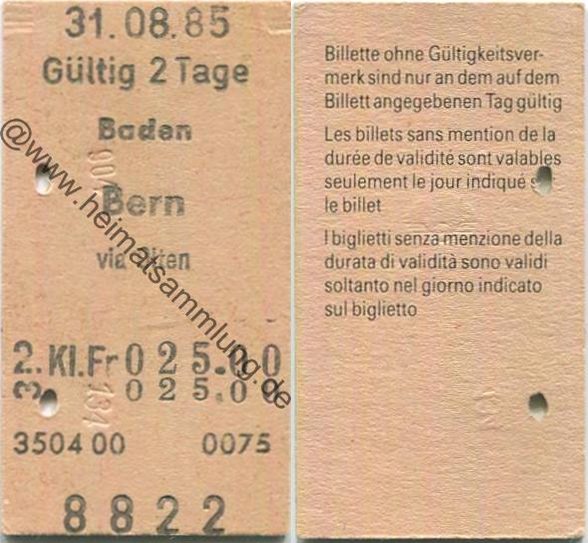 31.08.85
Gültig 2 Tage
Baden
Bern
via Olten
2. Kl. Fr 025.00
025.00
350400 0075
8822
@www.heimatsammlung.de
Billette ohne Gültigkeitsver-
merk sind nur an dem auf dem
Billett angegebenen Tag gültig
Les billets sans mention de la
durée de validité sont valables
seulement le jour indiqué
le billet
I biglietti senza menzione della
durata di validità sono validi
soltanto nel giorno indicato
sul biglietto